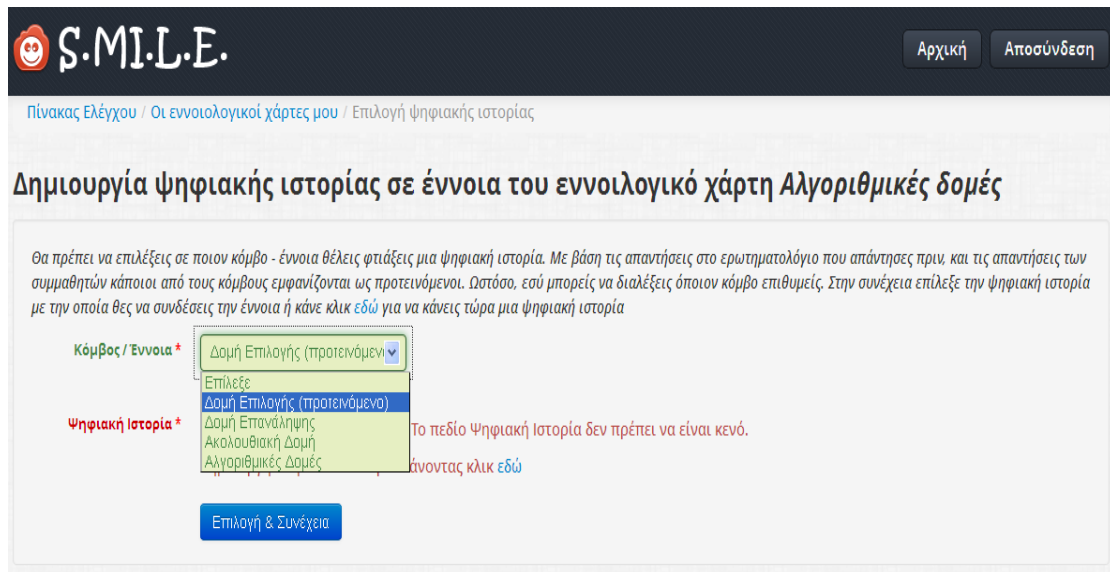 S.MI.L.E.
Αρχική Αποσύνδεση
Πίνακας Ελέγχου / Οι εννοιολογικοί χάρτες μου / Επιλογή ψηφιακής ιστορίας
Δημιουργία ψηφιακής ιστορίας σε έννοια του εννοιλογικό χάρτη Αλγοριθμικές δομές
Θα πρέπει να επιλέξεις σε ποιον κόμβο - έννοια θέλεις φτιάξεις μια ψηφιακή ιστορία. Με βάση τις απαντήσεις στο ερωτηματολόγιο που απάντησες πριν, και τις απαντήσεις των
συμμαθητών κάποιοι από τους κόμβους εμφανίζονται ως προτεινόμενοι. Ωστόσο, εσύ μπορείς να διαλέξεις όποιον κόμβο επιθυμείς. Στην συνέχεια επίλεξε την ψηφιακή ιστορία
με την οποία θες να συνδέσεις την έννοια ή κάνε κλικ εδώ για να κάνεις τώρα μια ψηφιακή ιστορία
Κόμβος / Έννοια * Δομή Επιλογής (προτεινόμεν
Επίλεξε
Δομή Επιλογής (προτεινόμενο)
Ψηφιακή Ιστορία * Δομή Επανάληψης Το πεδίο Ψηφιακή Ιστορία δεν πρέπει να είναι κενό.
Ακολουθιακή Δομή
Αλγοριθμικές Δομές άνοντας κλικ εδώ
Επιλογή & Συνέχεια